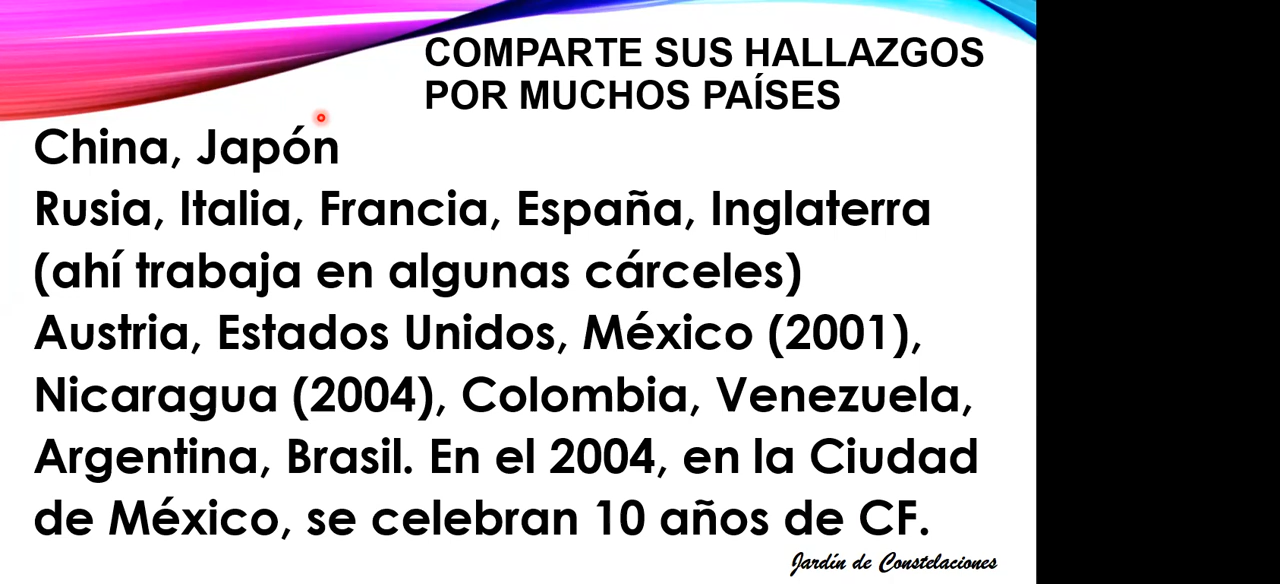 COMPARTE SUS HALLAZGOS
POR MUCHOS PAÍSES
China, Japón
Rusia, Italia, Francia, España, Inglaterra
(ahí trabaja en algunas cárceles)
Austria, Estados Unidos, México (2001),
Nicaragua (2004), Colombia, Venezuela,
Argentina, Brasil. En el 2004, en la Ciudad
de México, se celebran 10 años de CF.
Jardín de Constelaciones